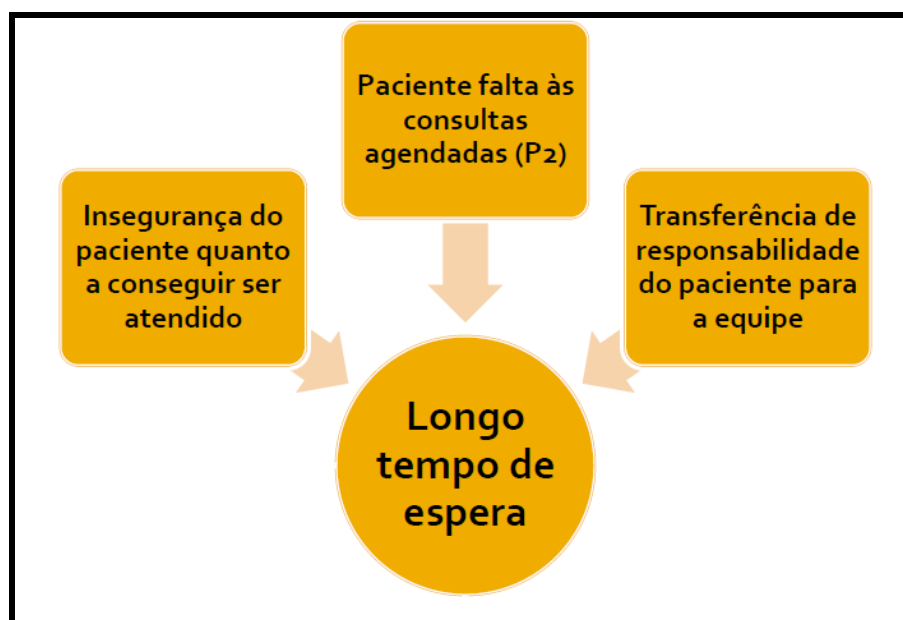 Paciente falta às
consultas
agendadas (P2)
Insegurança do
paciente quanto
a conseguir ser
atendido
Transferência de
responsabilidade
do paciente para
a equipe
Longo
tempo de
espera